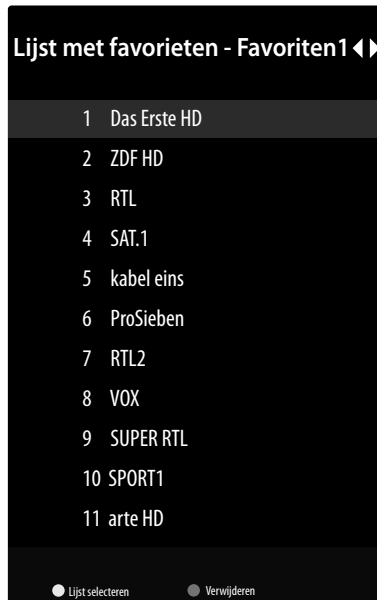 Lijst met favorieten - Favoriten1
1 Das Erste HD
2 ZDF HD
3 RTL
4 SAT.1
5 kabel eins
6 ProSieben
7 RTL2
8 VOX
9 SUPER RTL
10 SPORT1
11 arte HD
Lijst selecteren Verwijderen